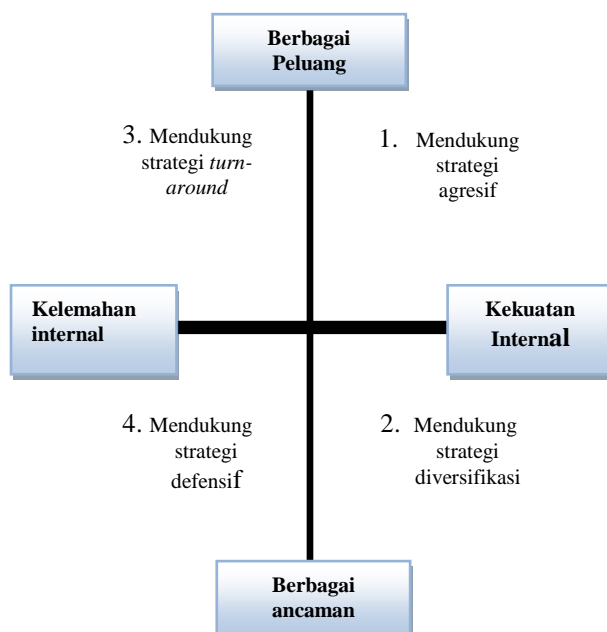 Berbagai
Peluang
3. Mendukung
strategi turn-
around
1. Mendukung
strategi
agresif
Kelemahan
internal
Kekuatan
Internal
4. Mendukung
strategi
defensif
2. Mendukung
strategi
diversifikasi
Berbagai
ancaman